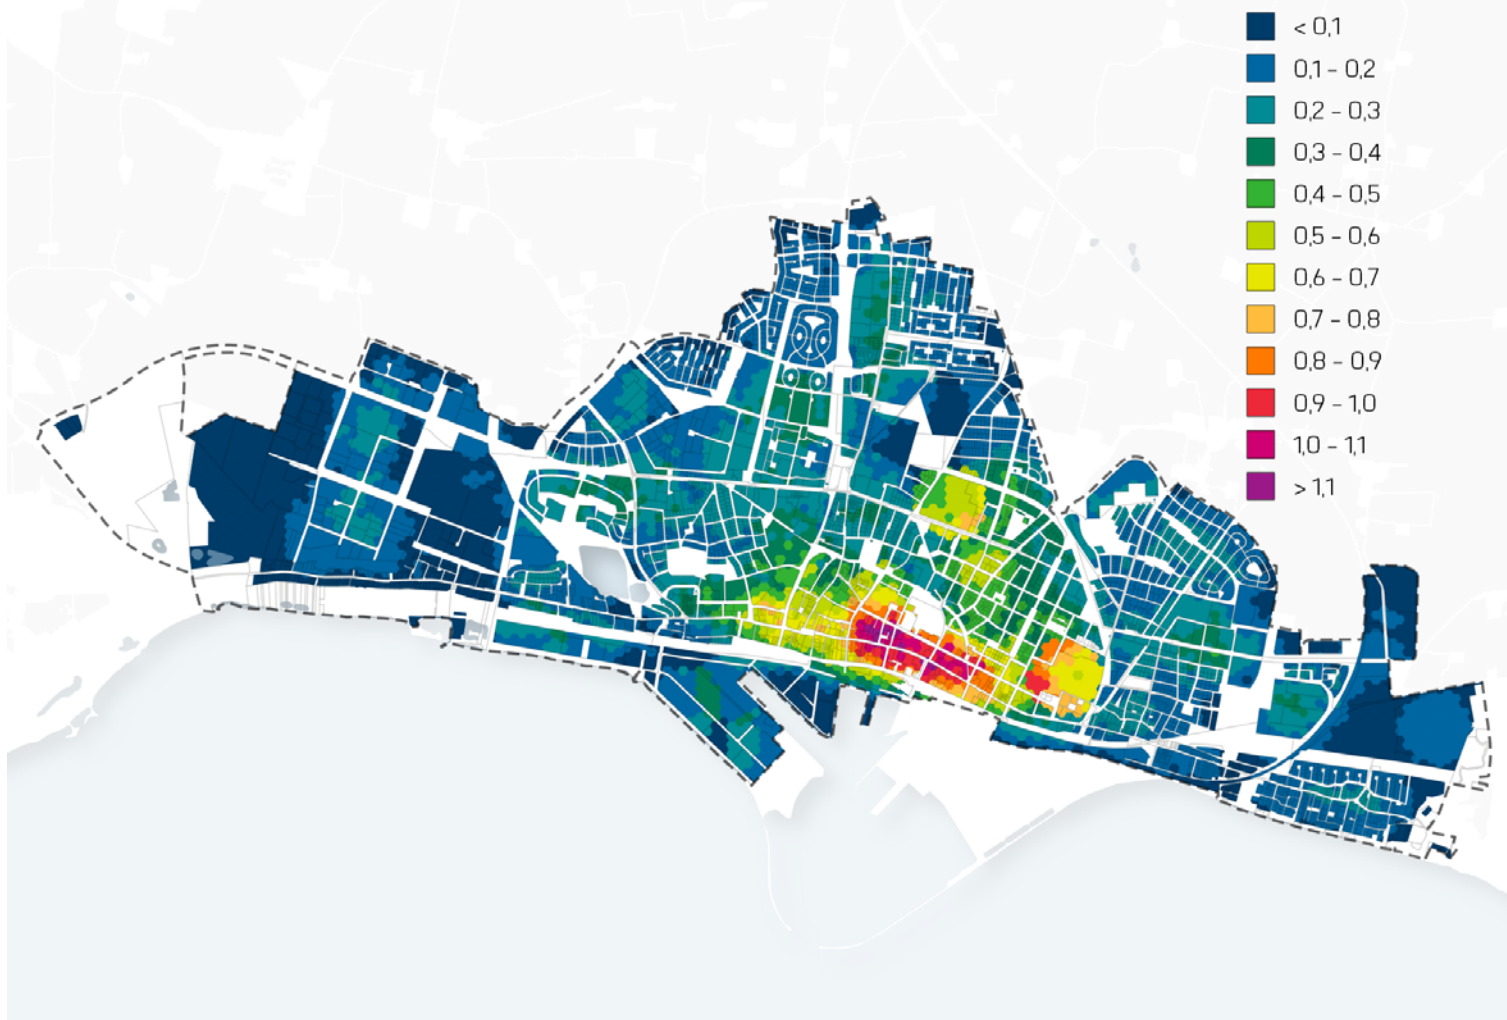 < 0,1
0,1 – 0,2
0,2 – 0,3
0,3 – 0,4
0,4 – 0,5
0,5 – 0,6
0,6 – 0,7
0,7 – 0,8
0,8 – 0,9
0,9 – 1,0
1,0 – 1,1
> 1,1